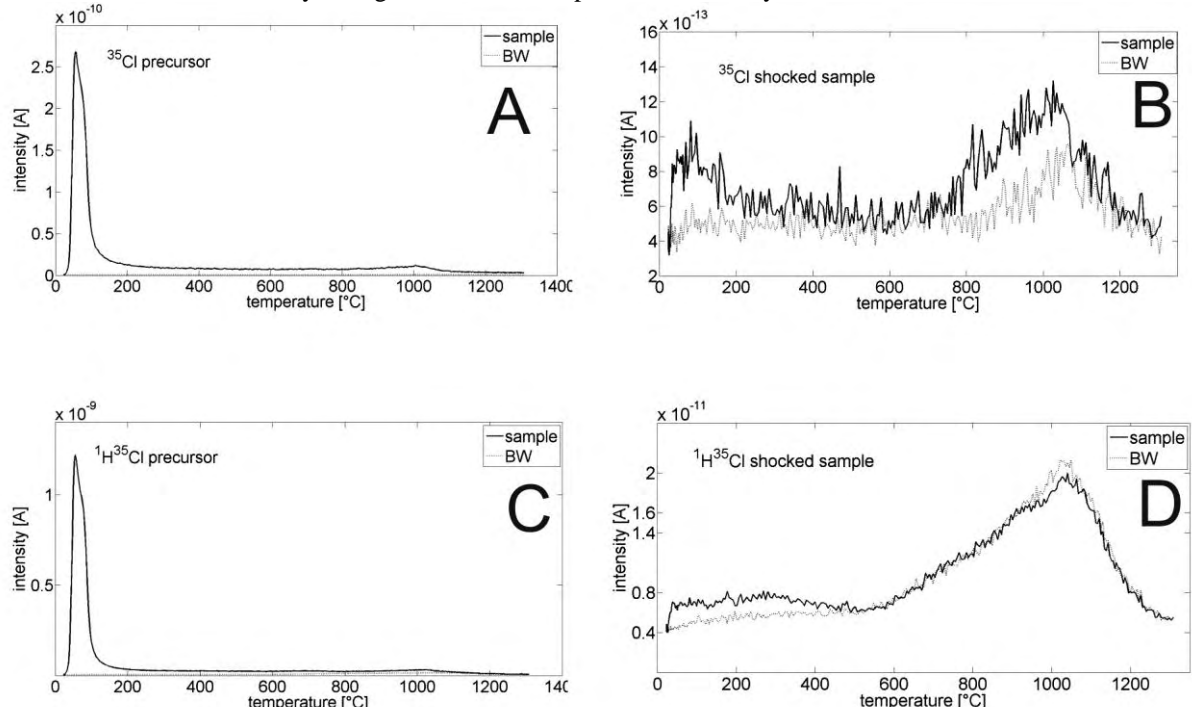 x 10⁻¹⁰
2.5
2
1.5
1
0.5
0
intensity [A]
³⁵Cl precursor
sample
BW
A
200 400 600 800 1000 1200 1400
temperature [°C]
16 x 10⁻¹³
14
12
10
8
6
4
2
intensity [A]
³⁵Cl shocked sample
sample
BW
B
0 200 400 600 800 1000 1200
temperature [°C]
x 10⁻⁹
1
0.5
intensity [A]
¹H³⁵Cl precursor
sample
BW
C
200 400 600 800 1000 1200
temperature [°C]
x 10⁻¹¹
2
1.6
1.4
0.8
0.4
intensity [A]
¹H³⁵Cl shocked sample
sample
BW
D
0 200 400 600 800 1000 1200
temperature [°C]